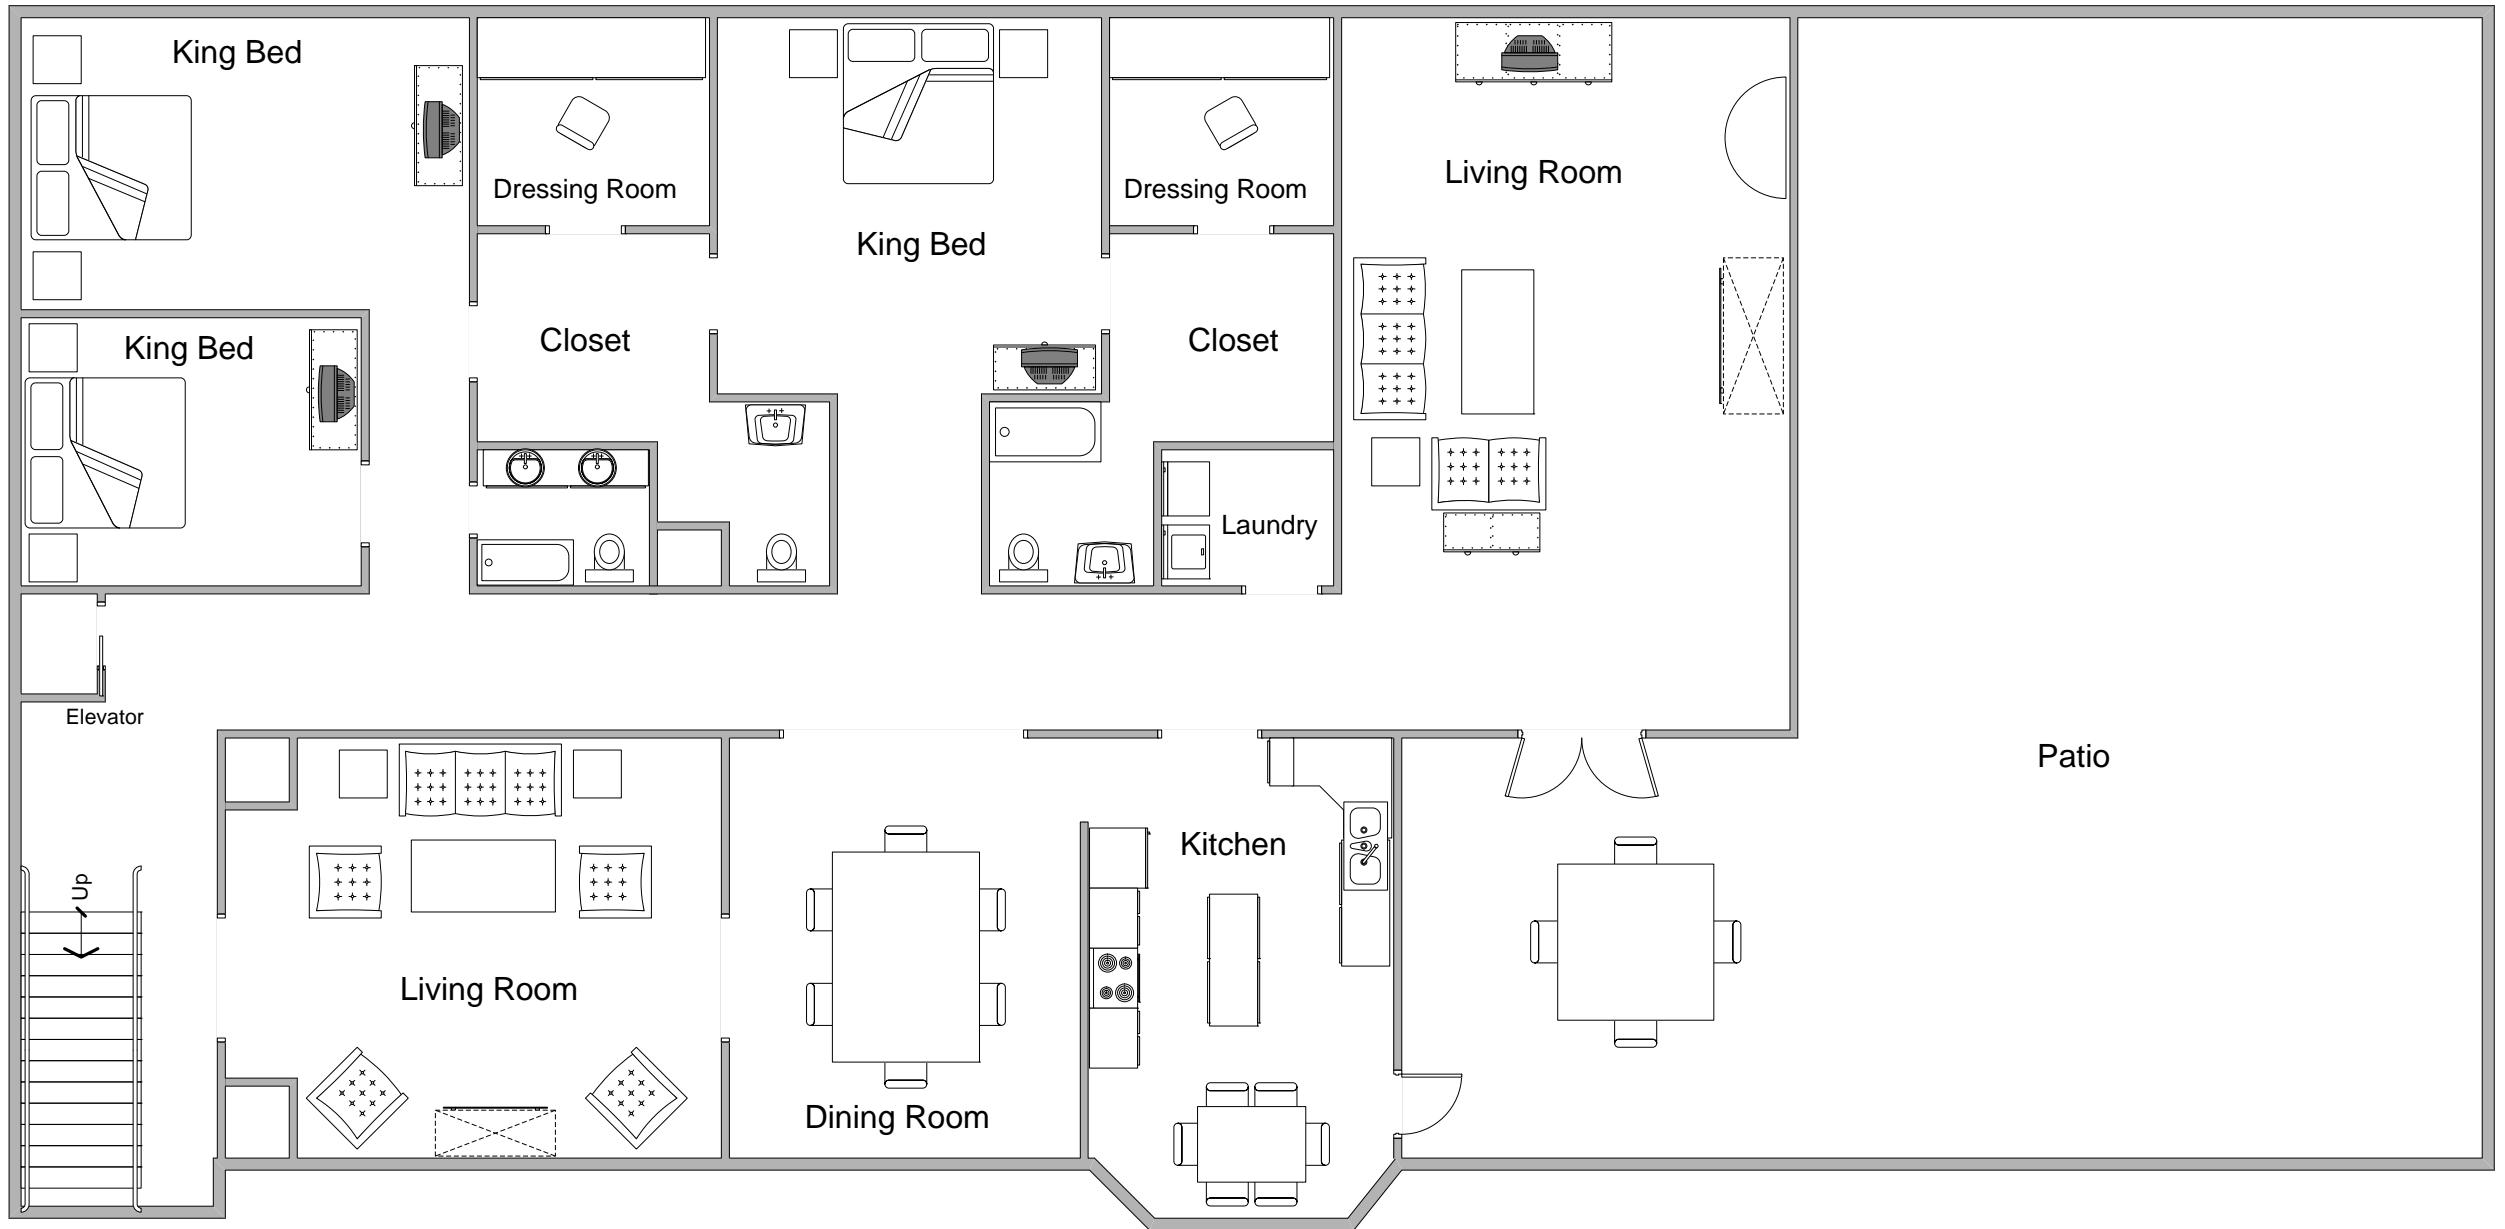 King Bed
Dressing Room
King Bed
Dressing Room
Living Room
King Bed
Closet
Closet
Laundry
Elevator
Patio
Up
Living Room
Dining Room
Kitchen